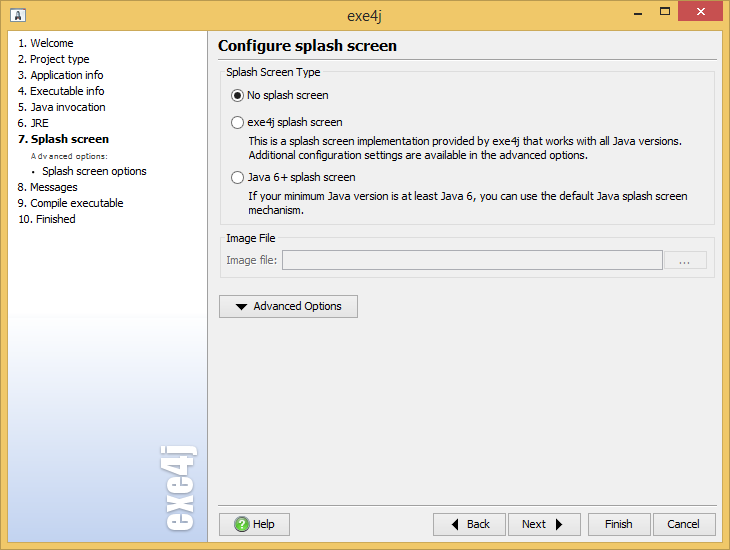 exe4j
1. Welcome
2. Project type
3. Application info
4. Executable info
5. Java invocation
6. JRE
7. Splash screen
Advanced options:
• Splash screen options
8. Messages
9. Compile executable
10. Finished
exe4j
Configure splash screen
Splash Screen Type
No splash screen
exe4j splash screen
This is a splash screen implementation provided by exe4j that works with all Java versions.
Additional configuration settings are available in the advanced options.
Java 6+ splash screen
If your minimum Java version is at least Java 6, you can use the default Java splash screen
mechanism.
Image File
Image file:
...
Advanced Options
Help
Back
Next
Finish
Cancel